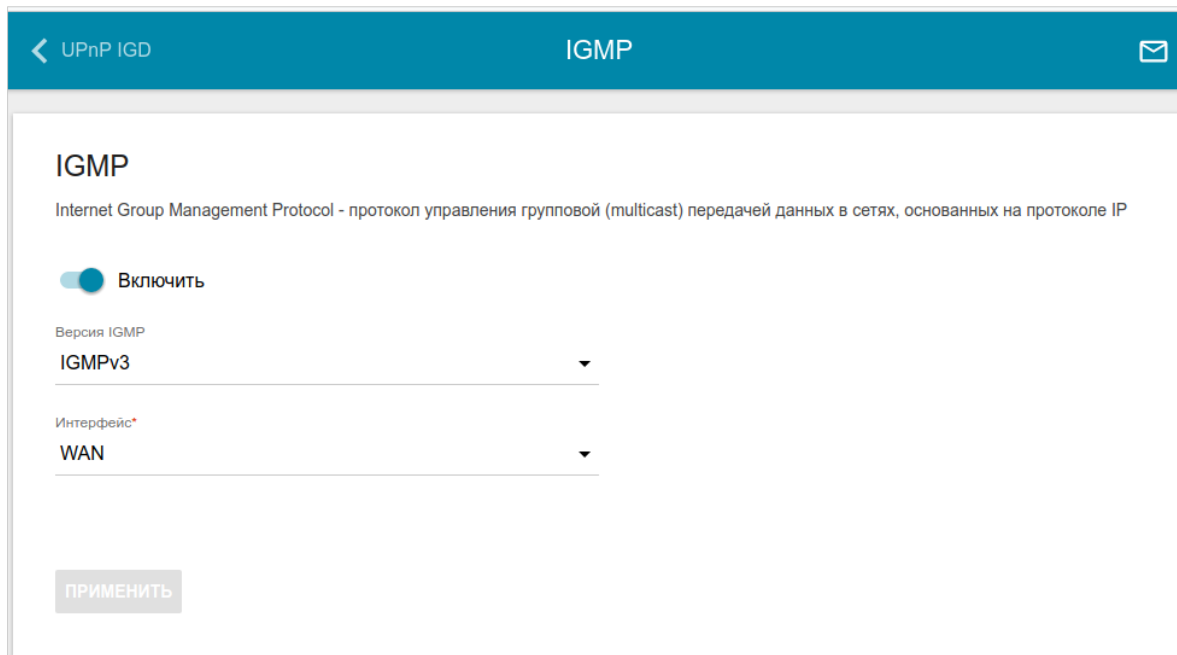 UPnP IGD
IGMP
IGMP
Internet Group Management Protocol - протокол управления групповой (multicast) передачей данных в сетях, основанных на протоколе IP
Включить
Версия IGMP
IGMPv3
Интерфейс*
WAN
ПРИМЕНИТЬ